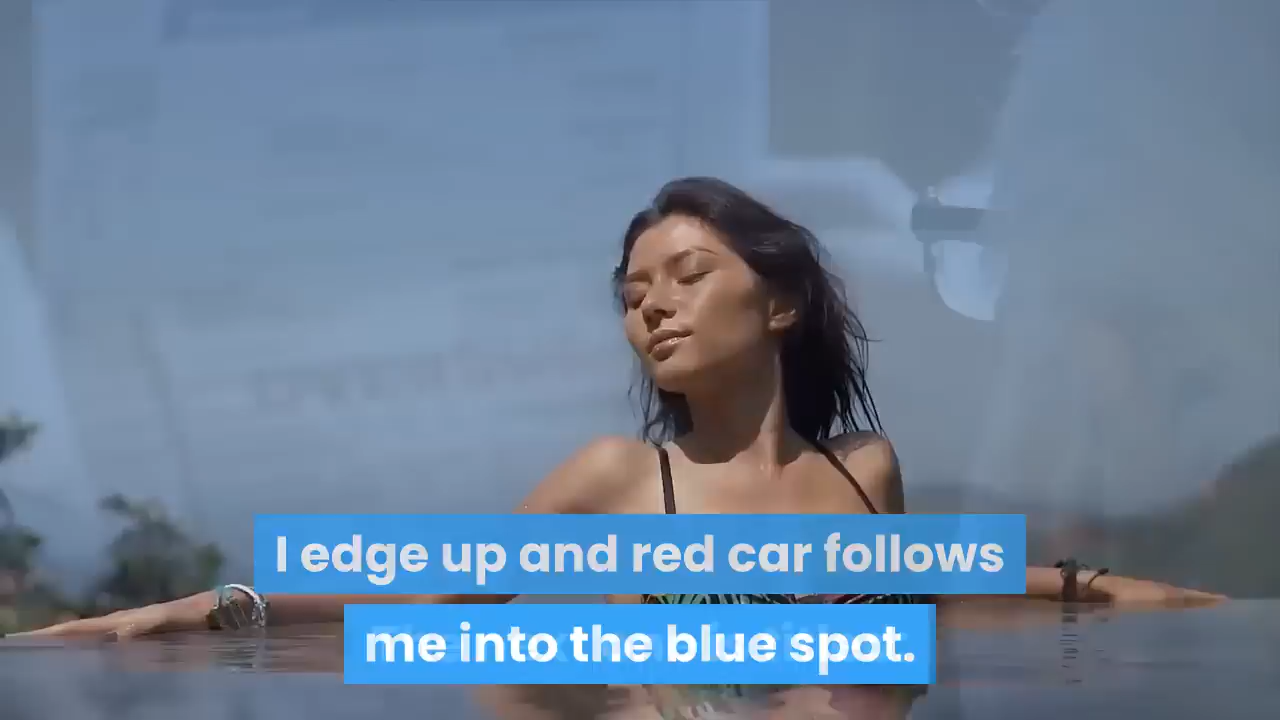 I edge up and red car follows
me into the blue spot.